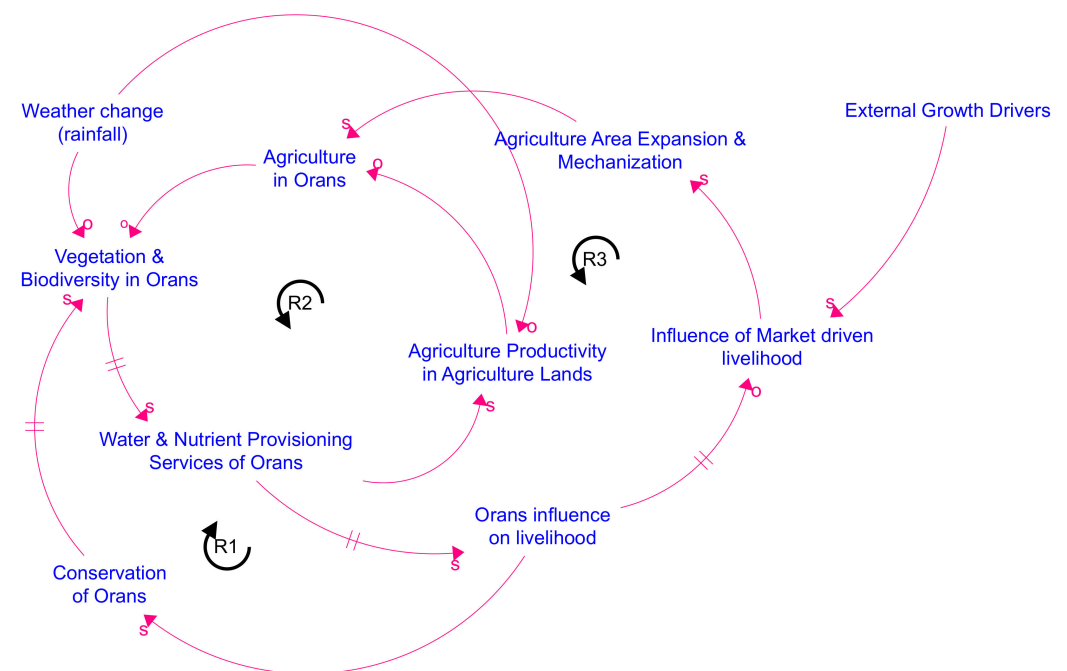 Weather change
(rainfall)
External Growth Drivers
s
Agriculture Area Expansion &
Mechanization
Agriculture
in Orans
o
s
o
o
Vegetation &
Biodiversity in Orans
R3
s
R2
s
o
Influence of Market driven
livelihood
Agriculture Productivity
in Agriculture Lands
o
s
s
Water & Nutrient Provisioning
Services of Orans
Orans influence
on livelihood
R1
s
Conservation
of Orans
s